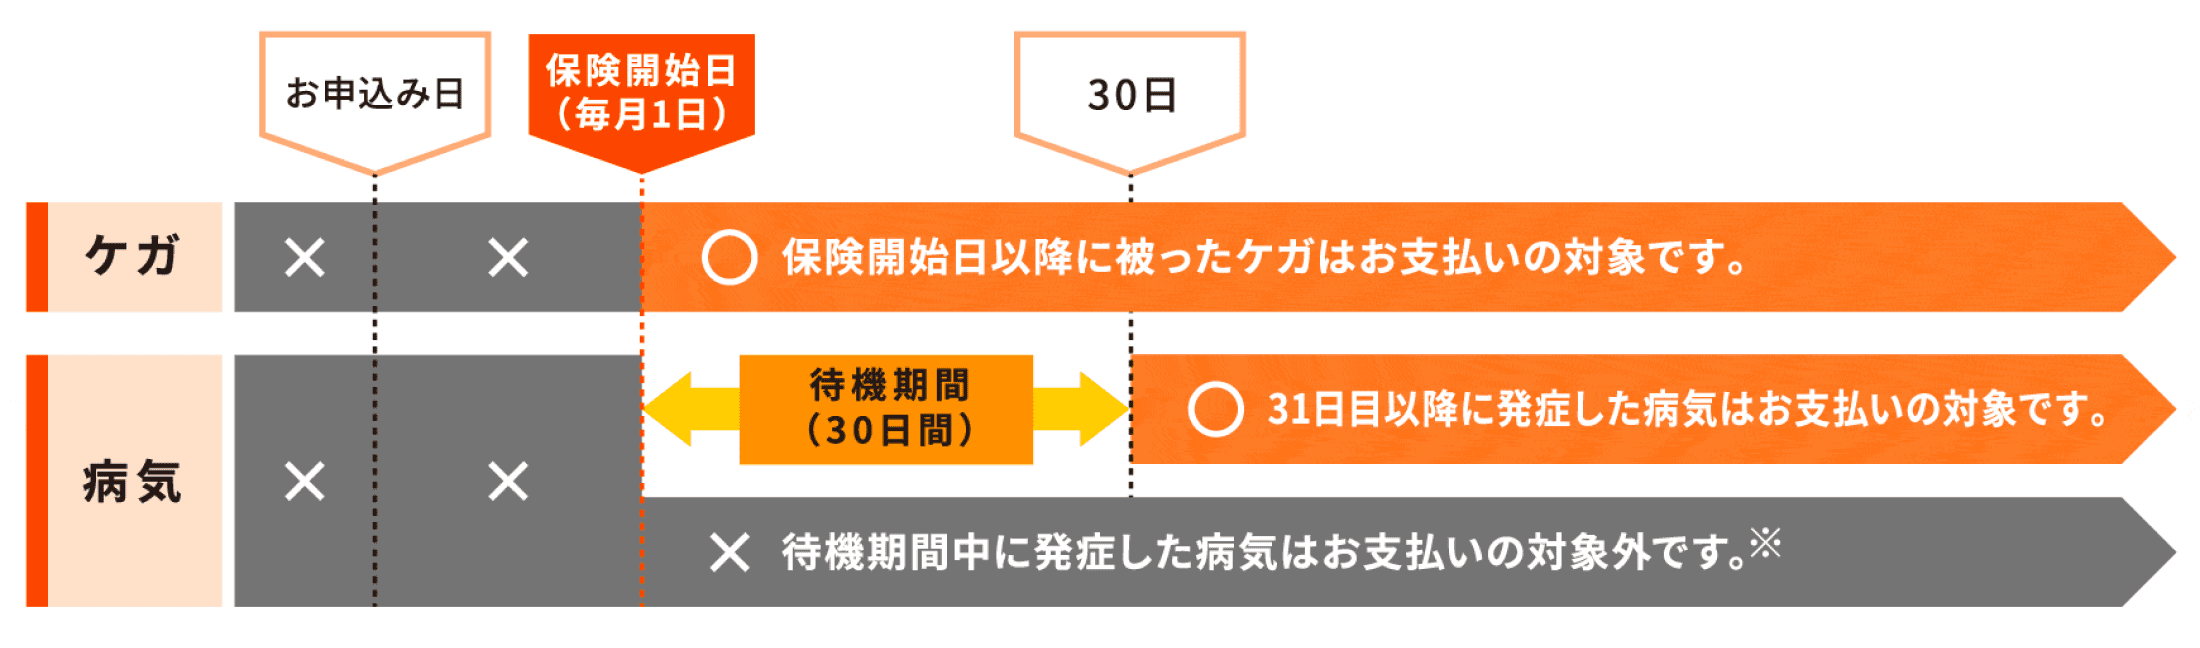 お申込み日
保険開始日
（毎月1日）
30日
ケガ
× × ○ 保険開始日以降に被ったケガはお支払いの対象です。
待機期間
（30日間）
○ 31日目以降に発症した病気はお支払いの対象です。
病気
× ×
× 待機期間中に発症した病気はお支払いの対象外です。※